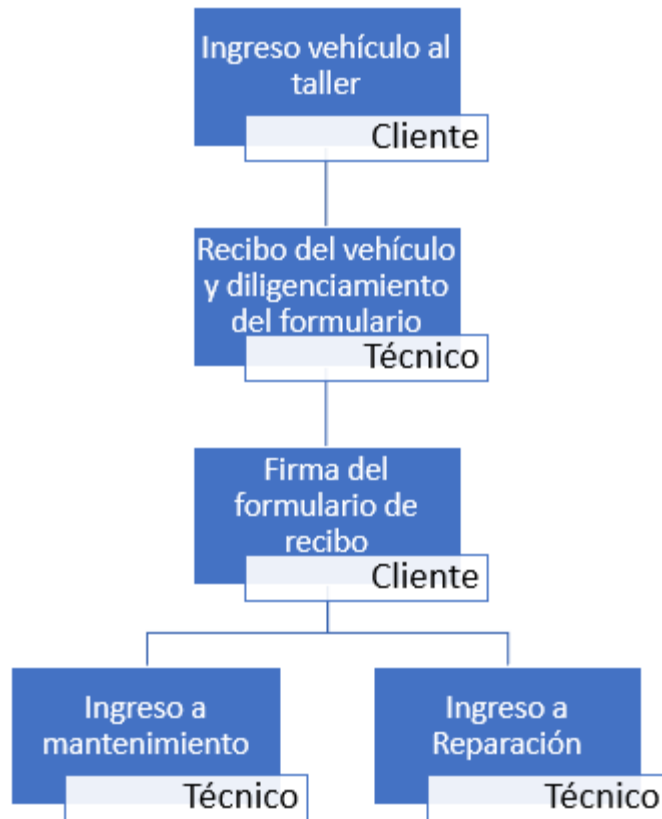 Ingreso vehículo al
taller
Cliente
Recibo del vehículo
y diligenciamiento
del formulario
Técnico
Firma del
formulario de
recibo
Cliente
Ingreso a
mantenimiento
Técnico
Ingreso a
Reparación
Técnico